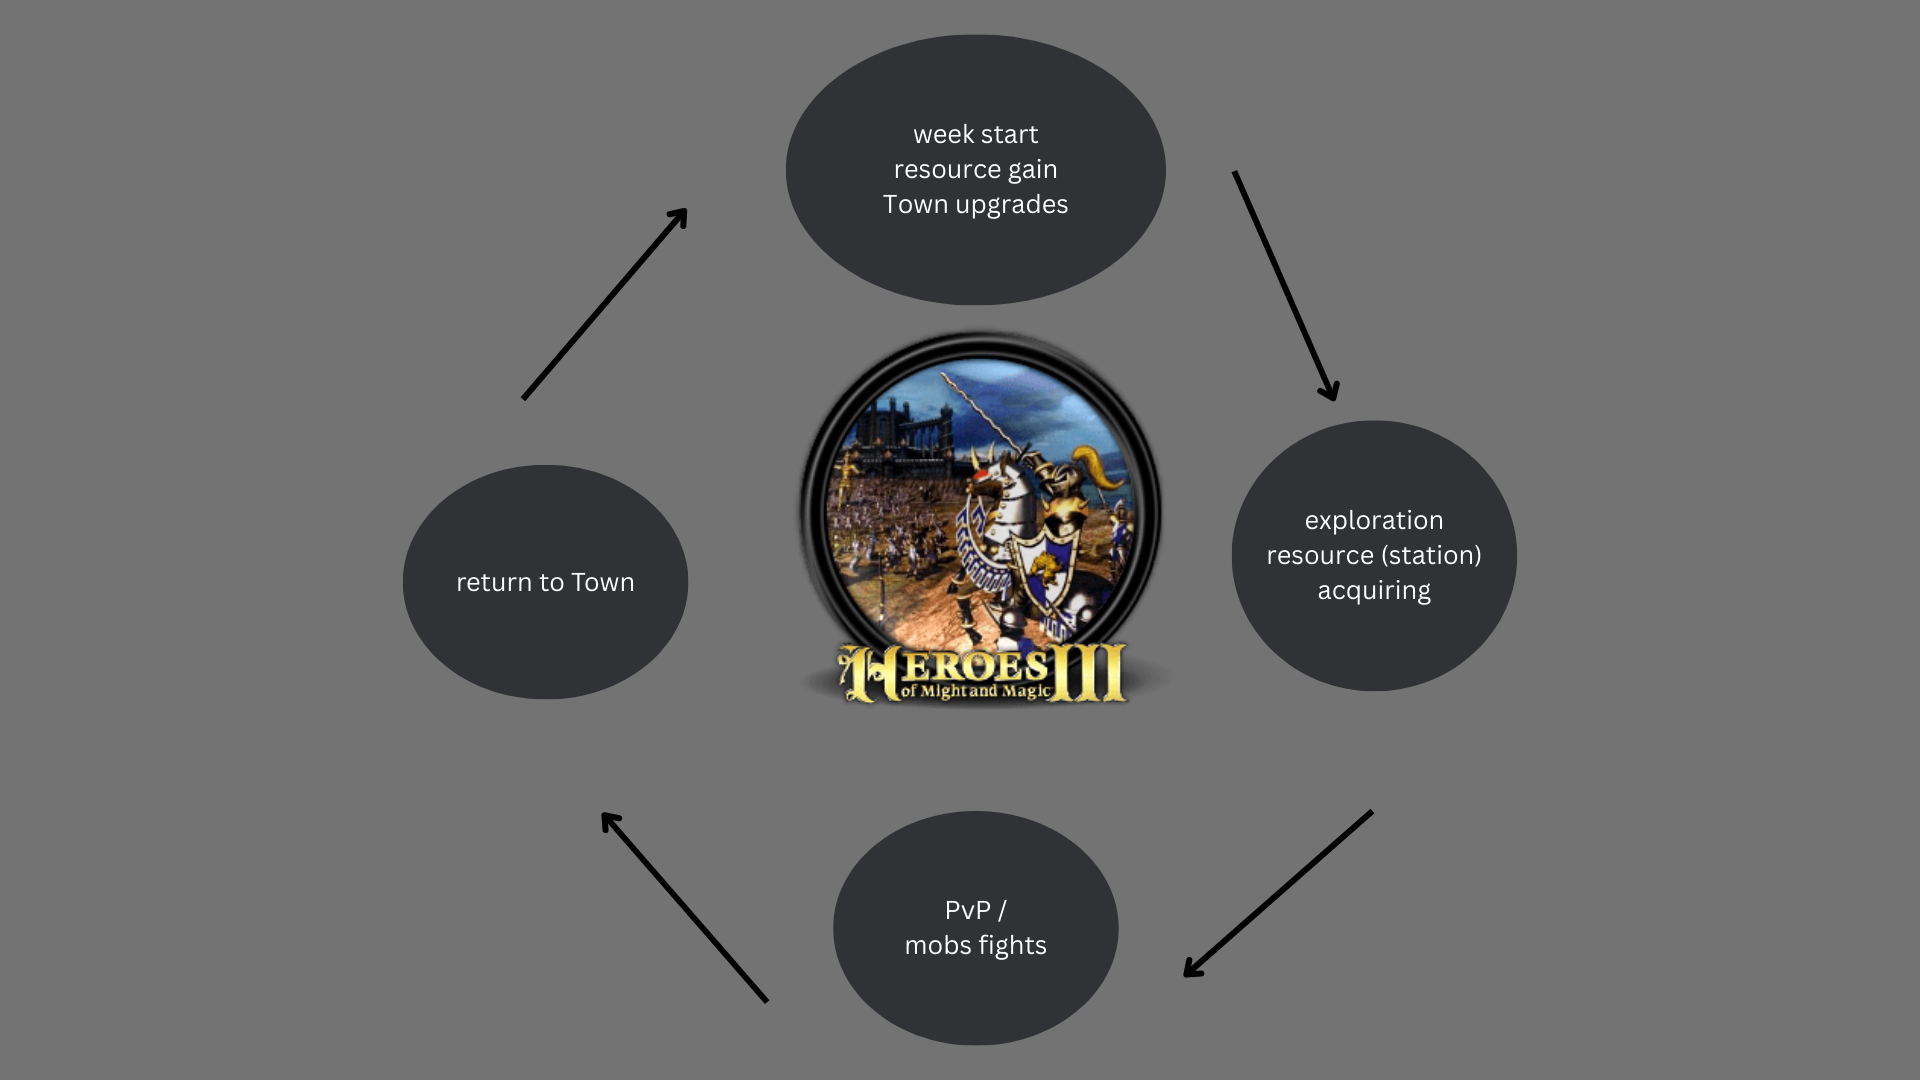 week start
resource gain
Town upgrades
exploration
resource (station)
acquiring
return to Town
HEROES III
of Might and Magic
PvP /
mobs fights